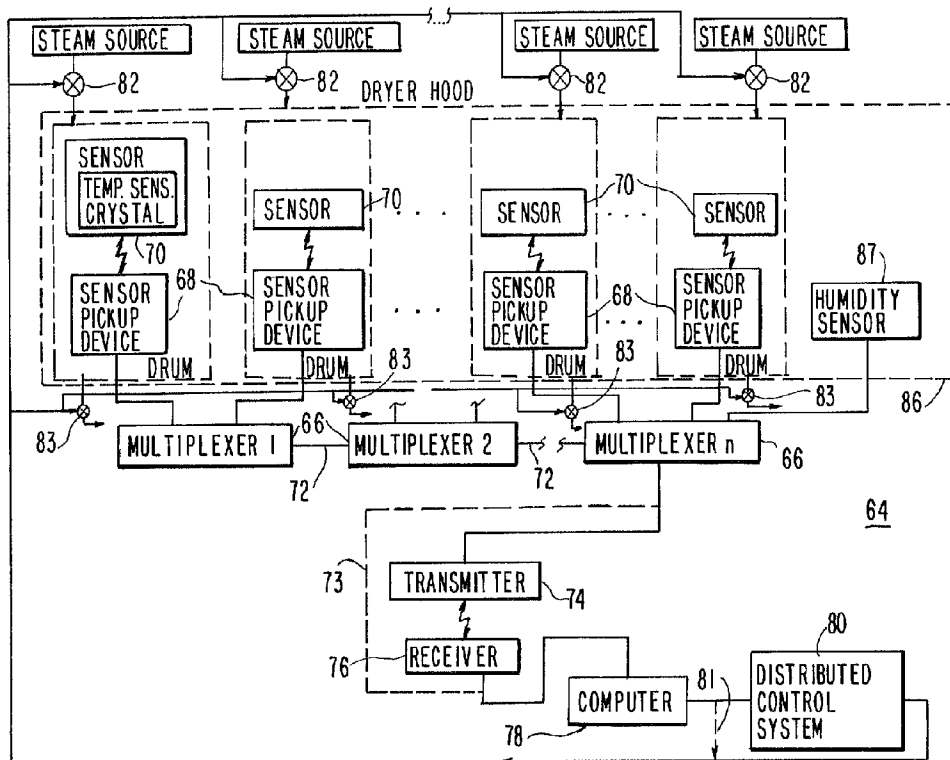 STEAM SOURCE
STEAM SOURCE
STEAM SOURCE
STEAM SOURCE
82
82
82
82
DRYER HOOD
SENSOR
TEMP. SENS.
CRYSTAL
70
SENSOR
70
SENSOR
70
SENSOR
SENSOR
PICKUP
DEVICE
68
SENSOR
PICKUP
DEVICE
SENSOR
PICKUP
DEVICE
68
SENSOR
PICKUP
DEVICE
87
HUMIDITY
SENSOR
DRUM
DRUM
DRUM
DRUM
83
83
83
83
86
MULTIPLEXER 1
66
MULTIPLEXER 2
MULTIPLEXER n
66
72
72
64
73
TRANSMITTER
74
76
RECEIVER
COMPUTER
78
81
80
DISTRIBUTED
CONTROL
SYSTEM